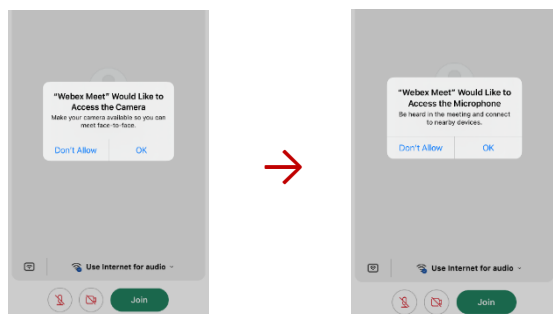 "Webex Meet" Would Like to
Access the Camera
Make your camera available so you can
meet face-to-face.
Don't Allow
OK
Use Internet for audio
Join
"Webex Meet" Would Like to
Access the Microphone
Be heard in the meeting and connect
to nearby devices.
Don't Allow
OK
Use Internet for audio
Join